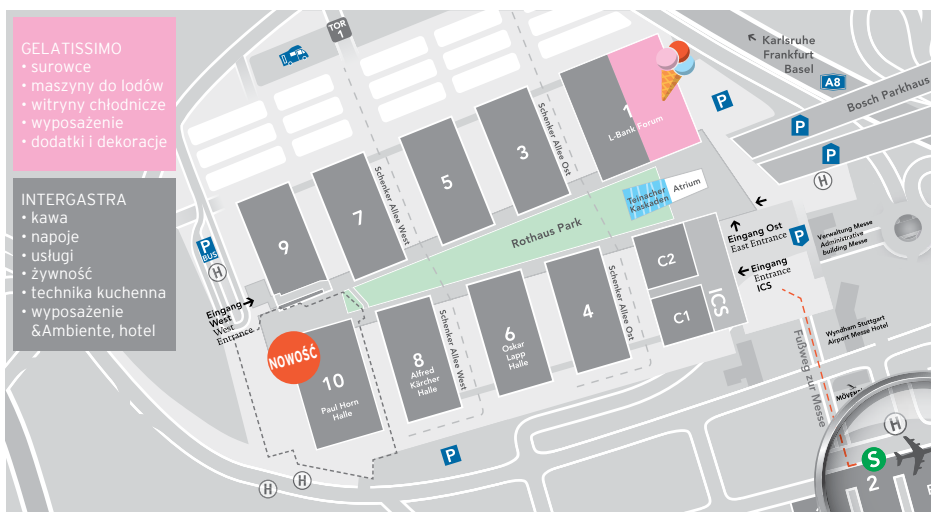 GELATISSIMO
• surowce
• maszyny do lodów
• witryny chłodnicze
• wyposażenie
• dodatki i dekoracje
INTERGASTRA
• kawa
• napoje
• usługi
• żywność
• technika kuchenna
• wyposażenie
&Ambiente, hotel
TOR
1
Karlsruhe
Frankfurt
Basel
A8
Bosch Parkhaus
P
P
P
H
1
L-Bank Forum
3
5
7
9
Schenker Allee Ost
Schenker Allee West
Teinacher
Kaskaden
Atrium
Rothaus Park
P
BUS
H
Eingang Ost
East Entrance
P
Verwaltung Messe
Administrative
building Messe
Eingang
Entrance
ICS
C2
C1
ICS
Eingang
West
West
Entrance
NOWOŚĆ
10
Paul Horn
Halle
8
Alfred
Kärcher
Halle
Schenker Allee West
6
Oskar
Lapp
Halle
4
Schenker Allee Ost
Wyndham Stuttgart
Airport Messe Hotel
Fußweg zur Messe
P
H
H
H
S
2